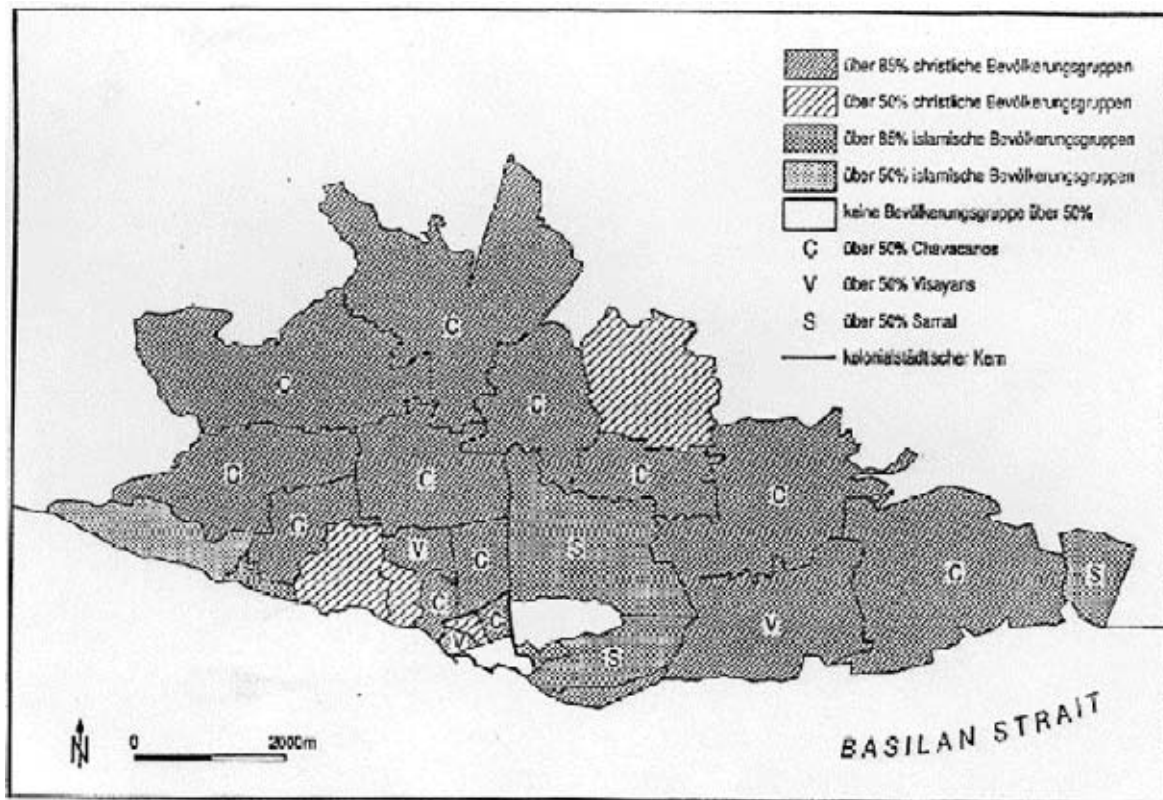 über 85% christliche Bevölkerungsgruppen
über 50% christliche Bevölkerungsgruppen
über 85% islamische Bevölkerungsgruppen
über 50% islamische Bevölkerungsgruppen
keine Bevölkerungsgruppe über 50%
C über 50% Chavacanos
V über 50% Visayans
S über 50% Samal
kolonialstädtischer Kern
C
C
C
C
C
C
C
C
V
C
S
C
S
C
C
V
V
S
N
0 2000m
BASILAN STRAIT